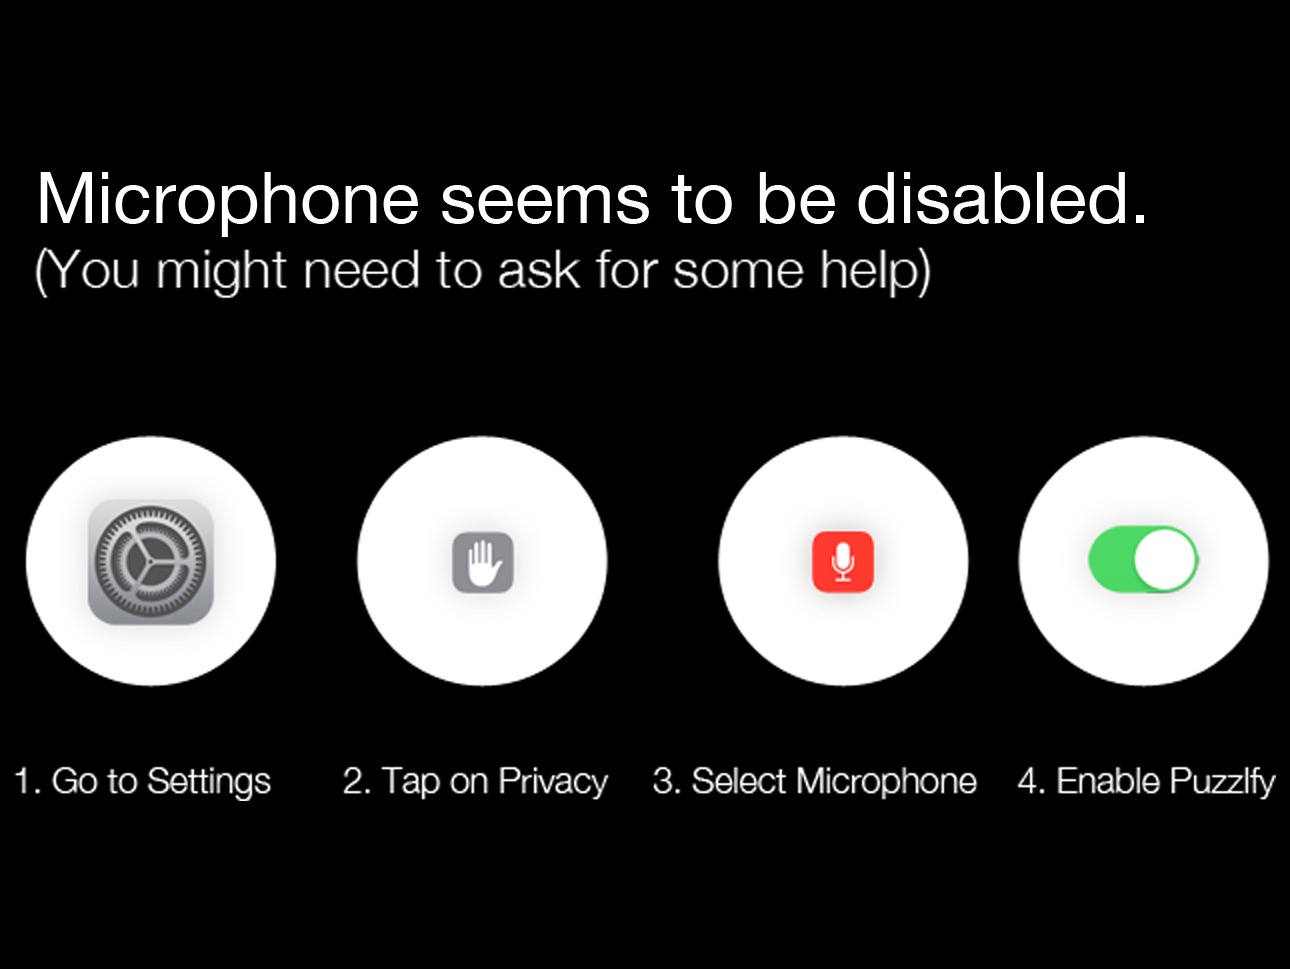 Microphone seems to be disabled.
(You might need to ask for some help)
1. Go to Settings
2. Tap on Privacy
3. Select Microphone
4. Enable Puzzlfy